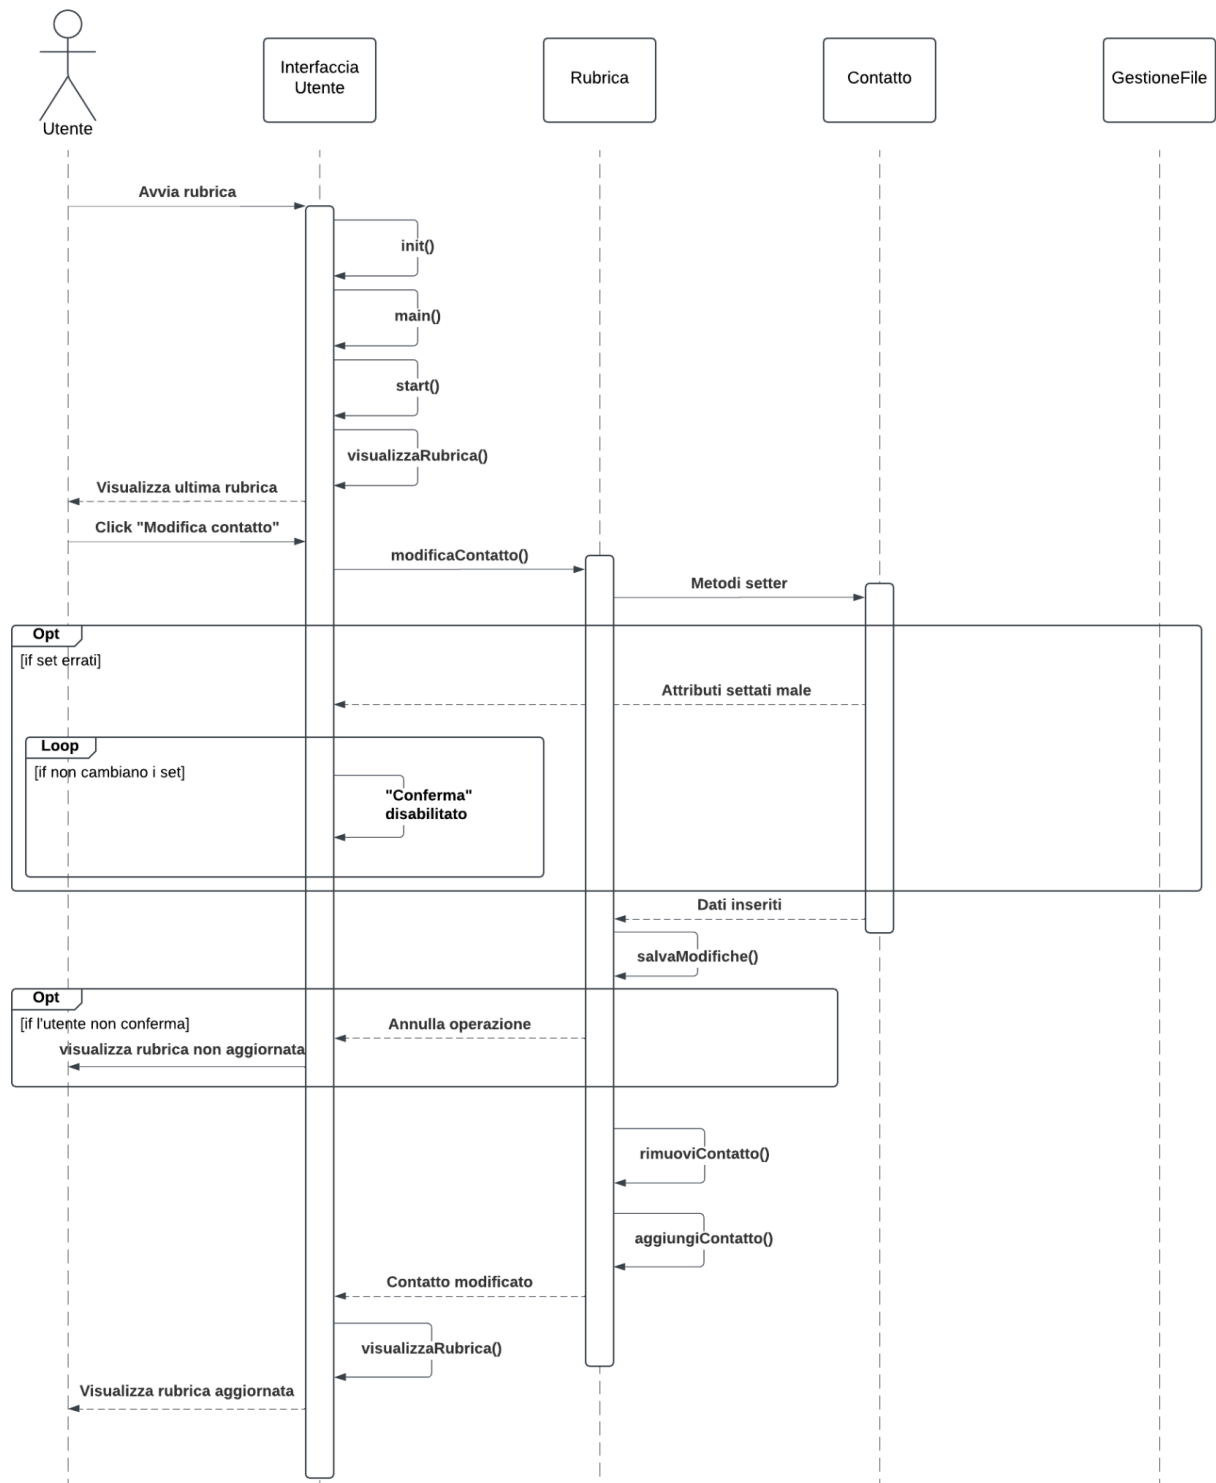 Utente
Interfaccia
Utente
Rubrica
Contatto
GestioneFile
Avvia rubrica
init()
main()
start()
visualizzaRubrica()
Visualizza ultima rubrica
Click "Modifica contatto"
modificaContatto()
Metodi setter
Opt
[if set errati]
Attributi settati male
Loop
[if non cambiano i set]
"Conferma"
disabilitato
Dati inseriti
salvaModifiche()
Opt
[if l'utente non conferma]
Annulla operazione
visualizza rubrica non aggiornata
rimuoviContatto()
aggiungiContatto()
Contatto modificato
visualizzaRubrica()
Visualizza rubrica aggiornata